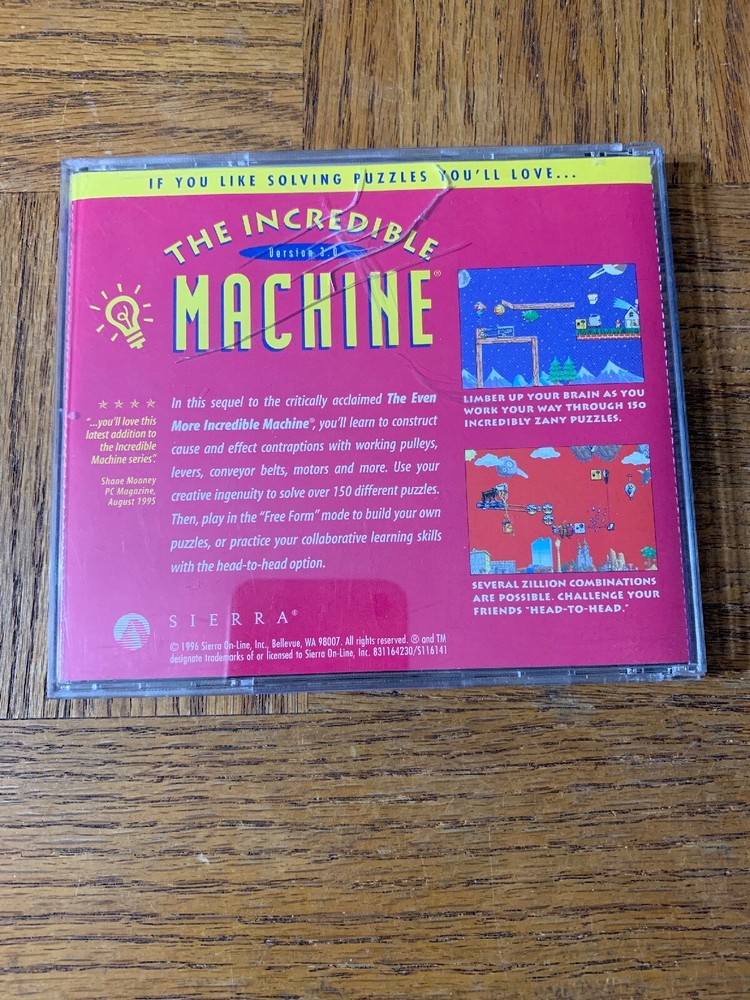 IF YOU LIKE SOLVING PUZZLES YOU'LL LOVE...
THE INCREDIBLE
Version 3.0
MACHINE®
★ ★ ★ ★
"...you'll love this
latest addition to
the Incredible
Machine series".
Shane Mooney
PC Magazine,
August 1995
In this sequel to the critically acclaimed The Even
More Incredible Machine®, you'll learn to construct
cause and effect contraptions with working pulleys,
levers, conveyor belts, motors and more. Use your
creative ingenuity to solve over 150 different puzzles.
Then, play in the "Free Form" mode to build your own
puzzles, or practice your collaborative learning skills
with the head-to-head option.
LIMBER UP YOUR BRAIN AS YOU
WORK YOUR WAY THROUGH 150
INCREDIBLY ZANY PUZZLES.
SEVERAL ZILLION COMBINATIONS
ARE POSSIBLE. CHALLENGE YOUR
FRIENDS "HEAD-TO-HEAD."
SIERRA®
© 1996 Sierra On-Line, Inc., Bellevue, WA 98007. All rights reserved. ® and TM
designate trademarks of or licensed to Sierra On-Line, Inc. 831164230/S116141